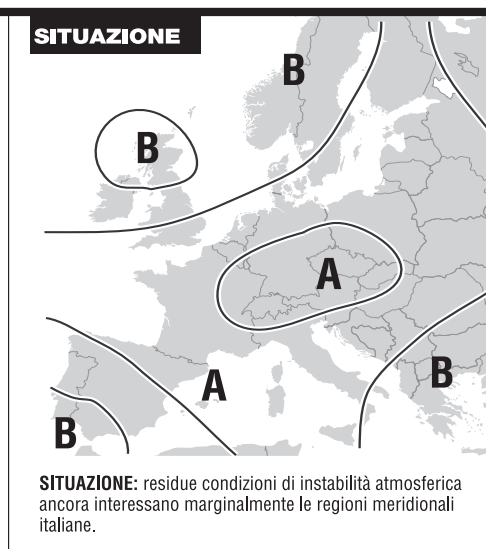 SITUAZIONE
B
B
A
A
B
B
SITUAZIONE: residue condizioni di instabilità atmosferica
ancora interessano marginalmente le regioni meridionali
italiane.